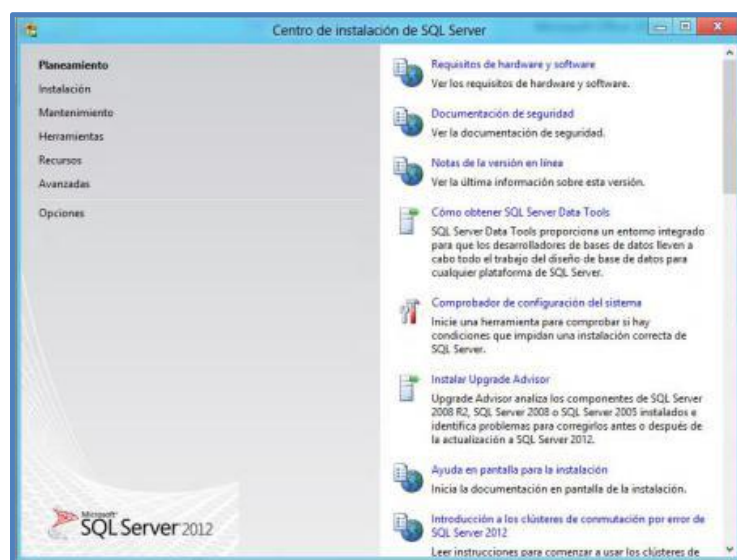 Centro de instalación de SQL Server
Planeamiento
Instalación
Mantenimiento
Herramientas
Recursos
Avanzadas
Opciones
Microsoft
SQL Server 2012
Requisitos de hardware y software
Ver los requisitos de hardware y software.
Documentación de seguridad
Ver la documentación de seguridad.
Notas de la versión en línea
Ver la última información sobre esta versión.
Cómo obtener SQL Server Data Tools
SQL Server Data Tools proporciona un entorno integrado
para que los desarrolladores de bases de datos lleven a
cabo todo el trabajo del diseño de base de datos para
cualquier plataforma de SQL Server.
Comprobador de configuración del sistema
Inicie una herramienta para comprobar si hay
condiciones que impidan una instalación correcta de
SQL Server.
Instalar Upgrade Advisor
Upgrade Advisor analiza los componentes de SQL Server
2008 R2, SQL Server 2008 o SQL Server 2005 instalados e
identifica problemas para corregirlos antes o después de
la actualización a SQL Server 2012.
Ayuda en pantalla para la instalación
Inicia la documentación en pantalla de la instalación.
Introducción a los clústeres de conmutación por error de
SQL Server 2012
Leer instrucciones para comenzar a usar los clústeres de